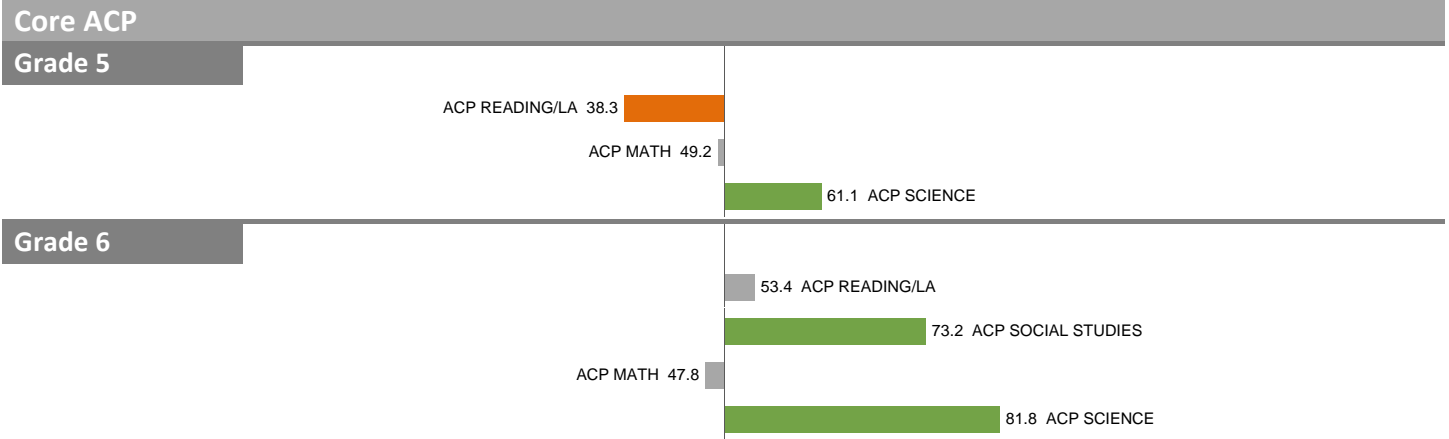 Core ACP
Grade 5
ACP READING/LA 38.3
ACP MATH 49.2
61.1 ACP SCIENCE
Grade 6
53.4 ACP READING/LA
73.2 ACP SOCIAL STUDIES
ACP MATH 47.8
81.8 ACP SCIENCE